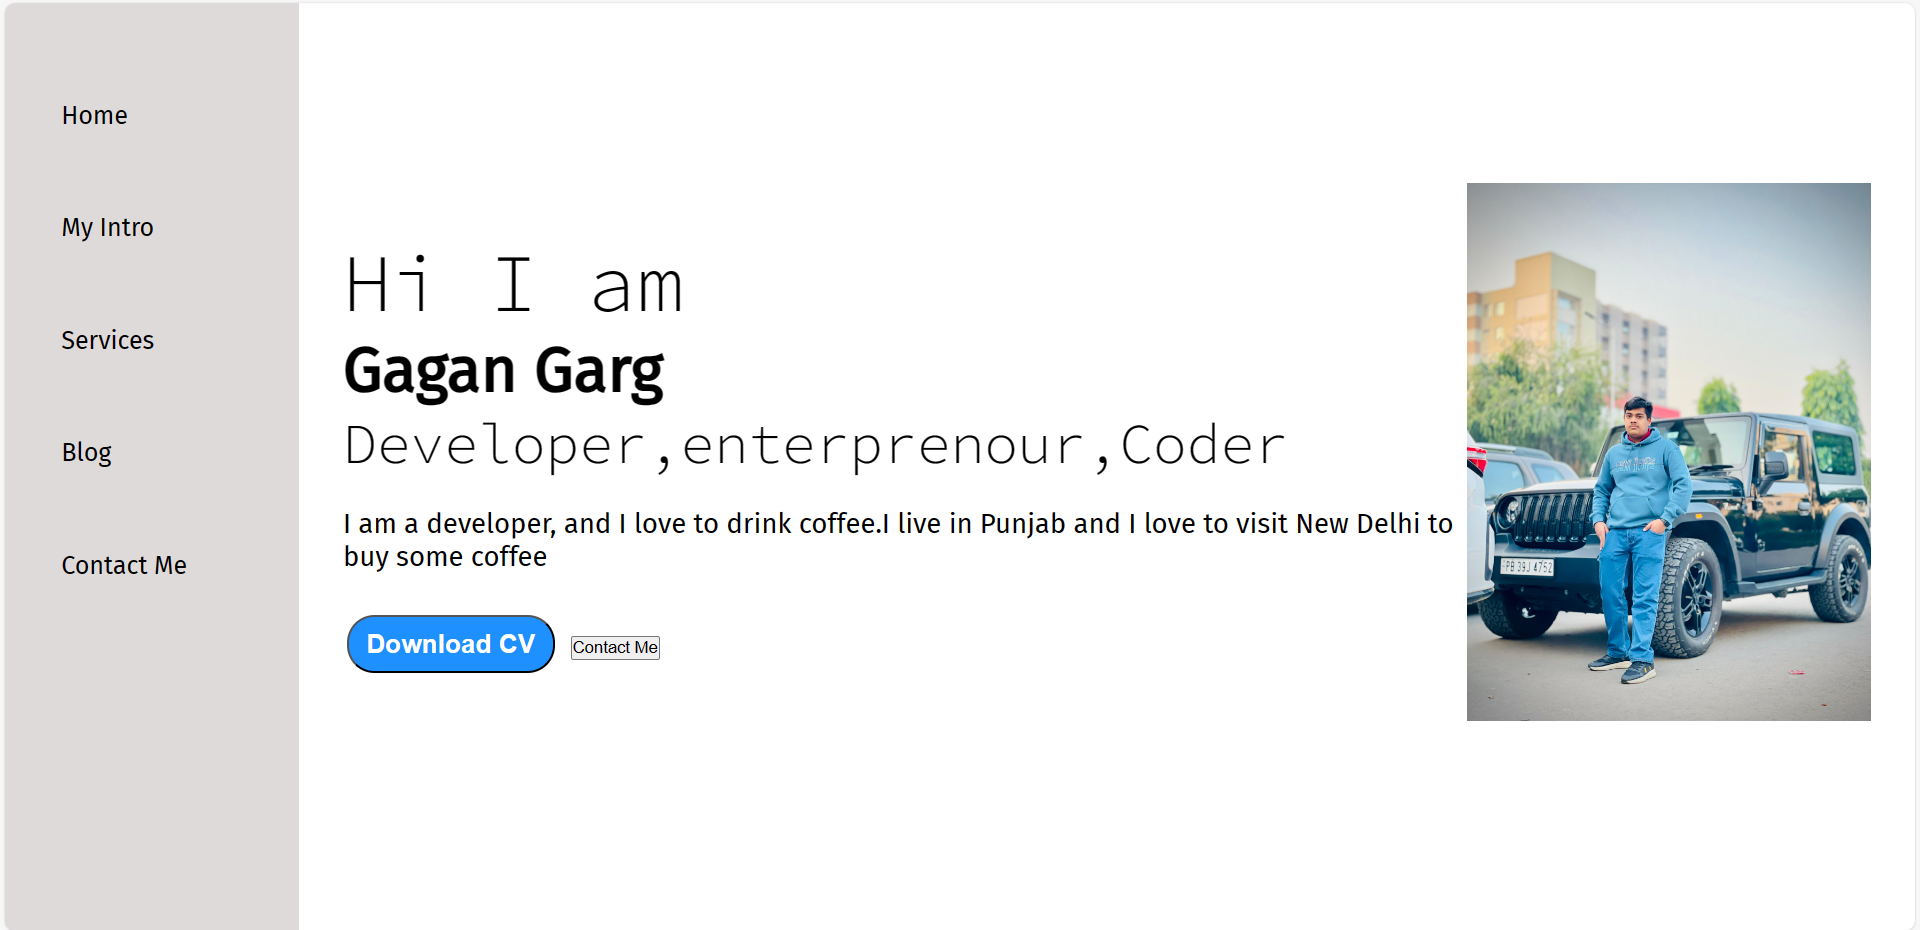 Home
My Intro
Services
Blog
Contact Me
Hi I am
Gagan Garg
Developer,enterprenour,Coder
I am a developer, and I love to drink coffee.I live in Punjab and I love to visit New Delhi to
buy some coffee
Download CV
Contact Me
PB 39J 4752